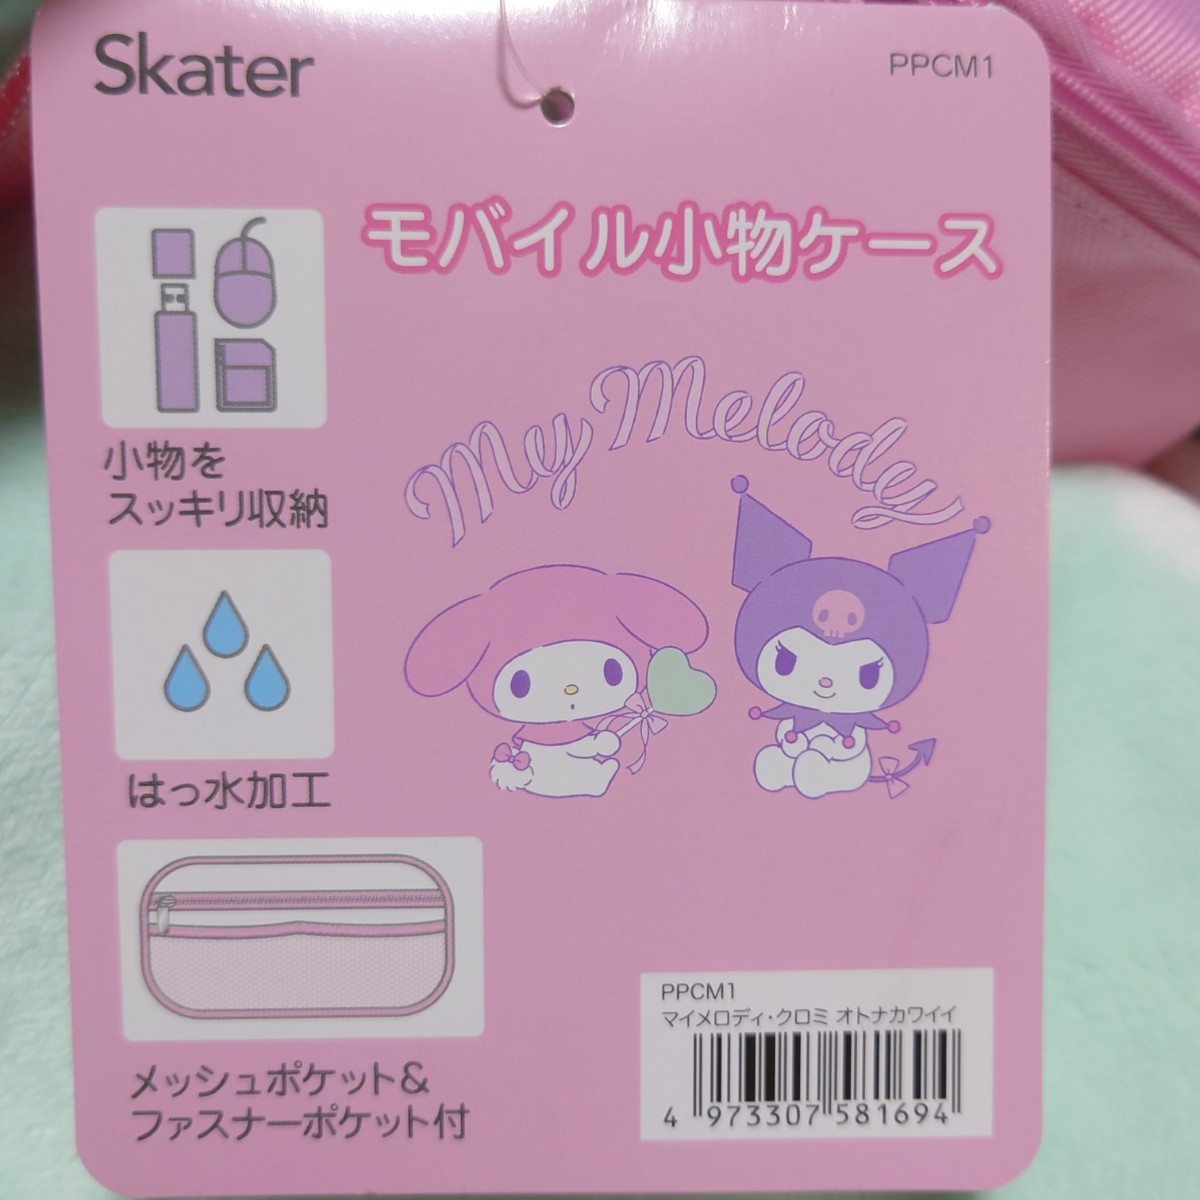 Skater
PPCM1
モバイル小物ケース
小物を
スッキリ収納
My Melody
はっ水加工
メッシュポケット&
ファスナーポケット付
PPCM1
マイメロディ・クロミ オトナカワイイ
4 973307 581694